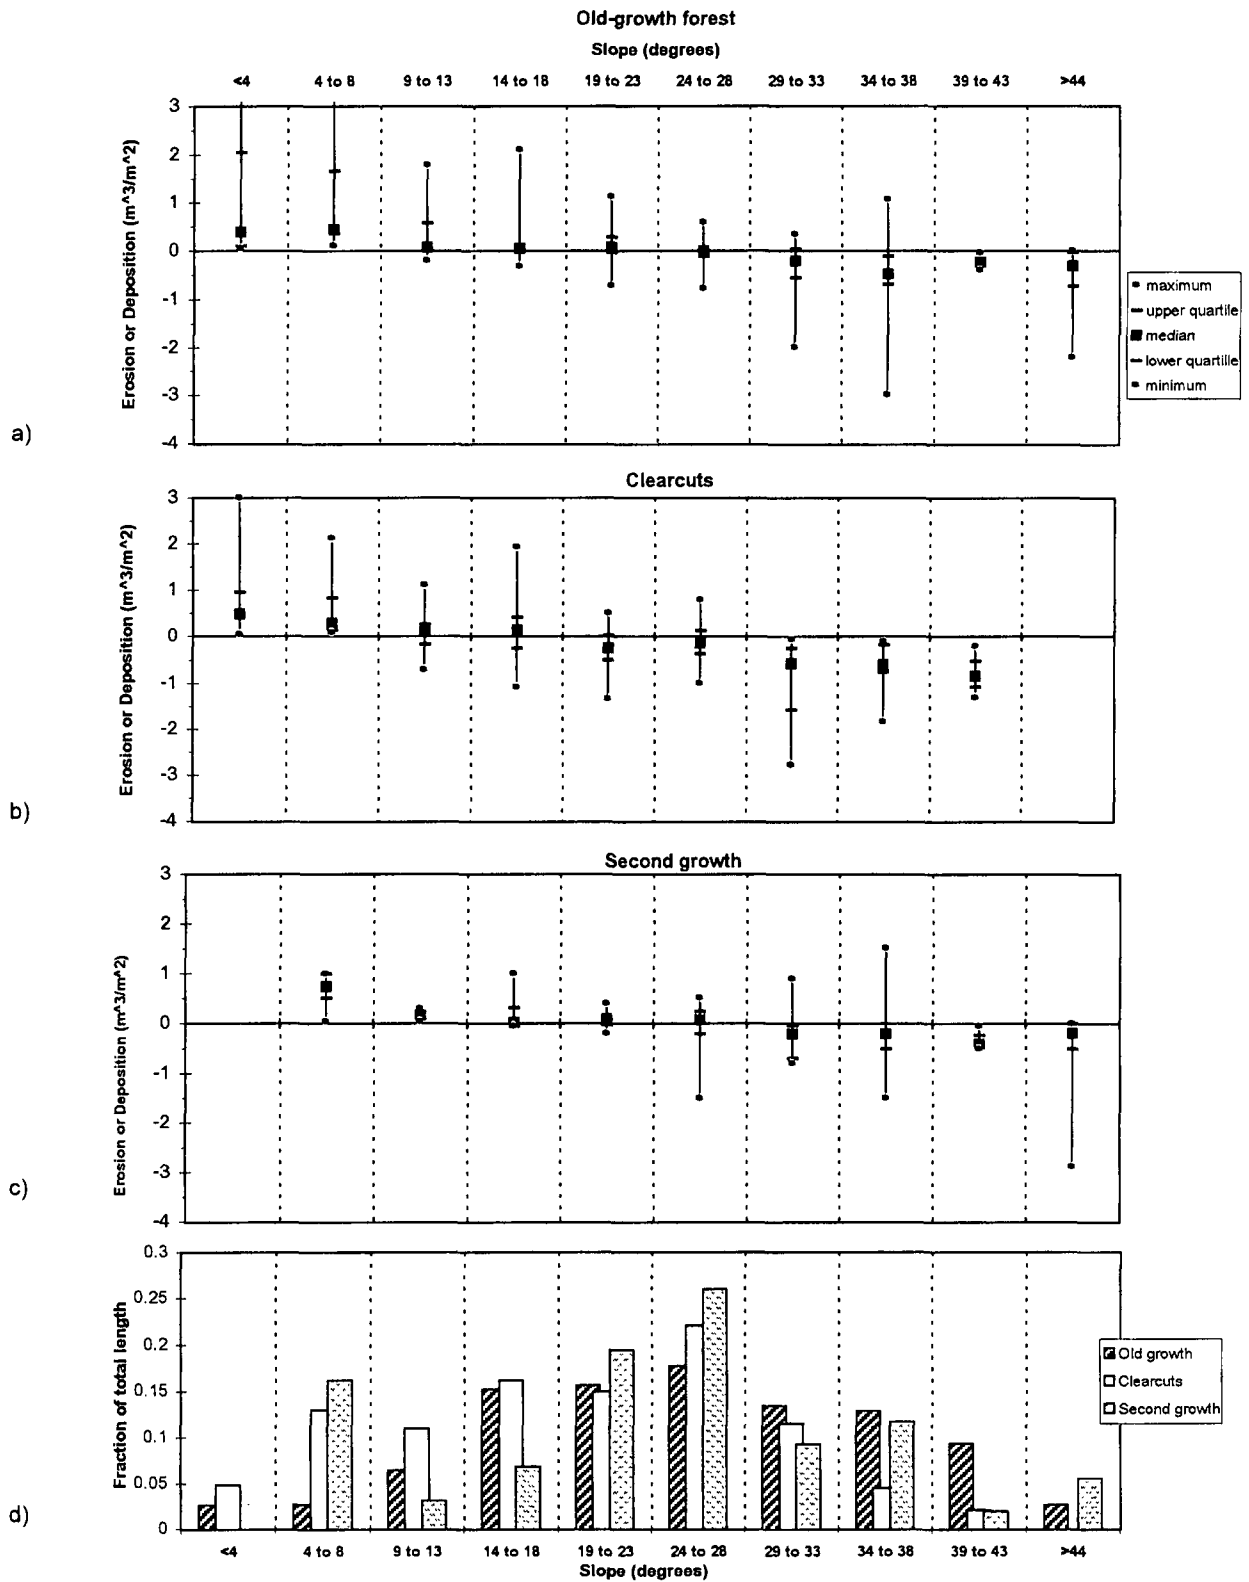 Old-growth forest
Slope (degrees)
<4 4 to 8 9 to 13 14 to 18 19 to 23 24 to 28 29 to 33 34 to 38 39 to 43 >44
3
2
1
0
-1
-2
-3
-4
Erosion or Deposition (m^3/m^2)
maximum
upper quartile
median
lower quartille
minimum
a)
Clearcuts
3
2
1
0
-1
-2
-3
-4
Erosion or Deposition (m^3/m^2)
b)
Second growth
3
2
1
0
-1
-2
-3
-4
Erosion or Deposition (m^3/m^2)
c)
0.3
0.25
0.2
0.15
0.1
0.05
0
Fraction of total length
Old growth
Clearcuts
Second growth
d)
<4 4 to 8 9 to 13 14 to 18 19 to 23 24 to 28 29 to 33 34 to 38 39 to 43 >44
Slope (degrees)